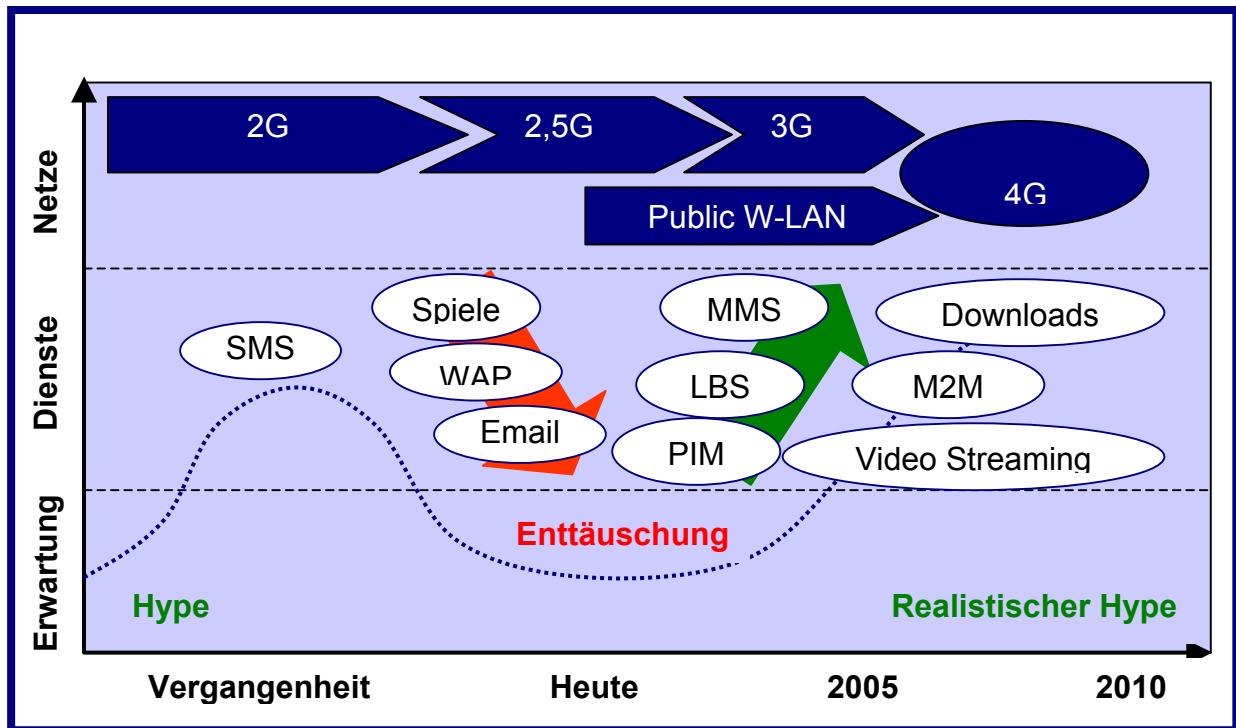 Netze
2G
2,5G
3G
4G
Public W-LAN
Dienste
SMS
Spiele
WAP
Email
MMS
LBS
PIM
Downloads
M2M
Video Streaming
Erwartung
Enttäuschung
Hype
Realistischer Hype
Vergangenheit
Heute
2005
2010